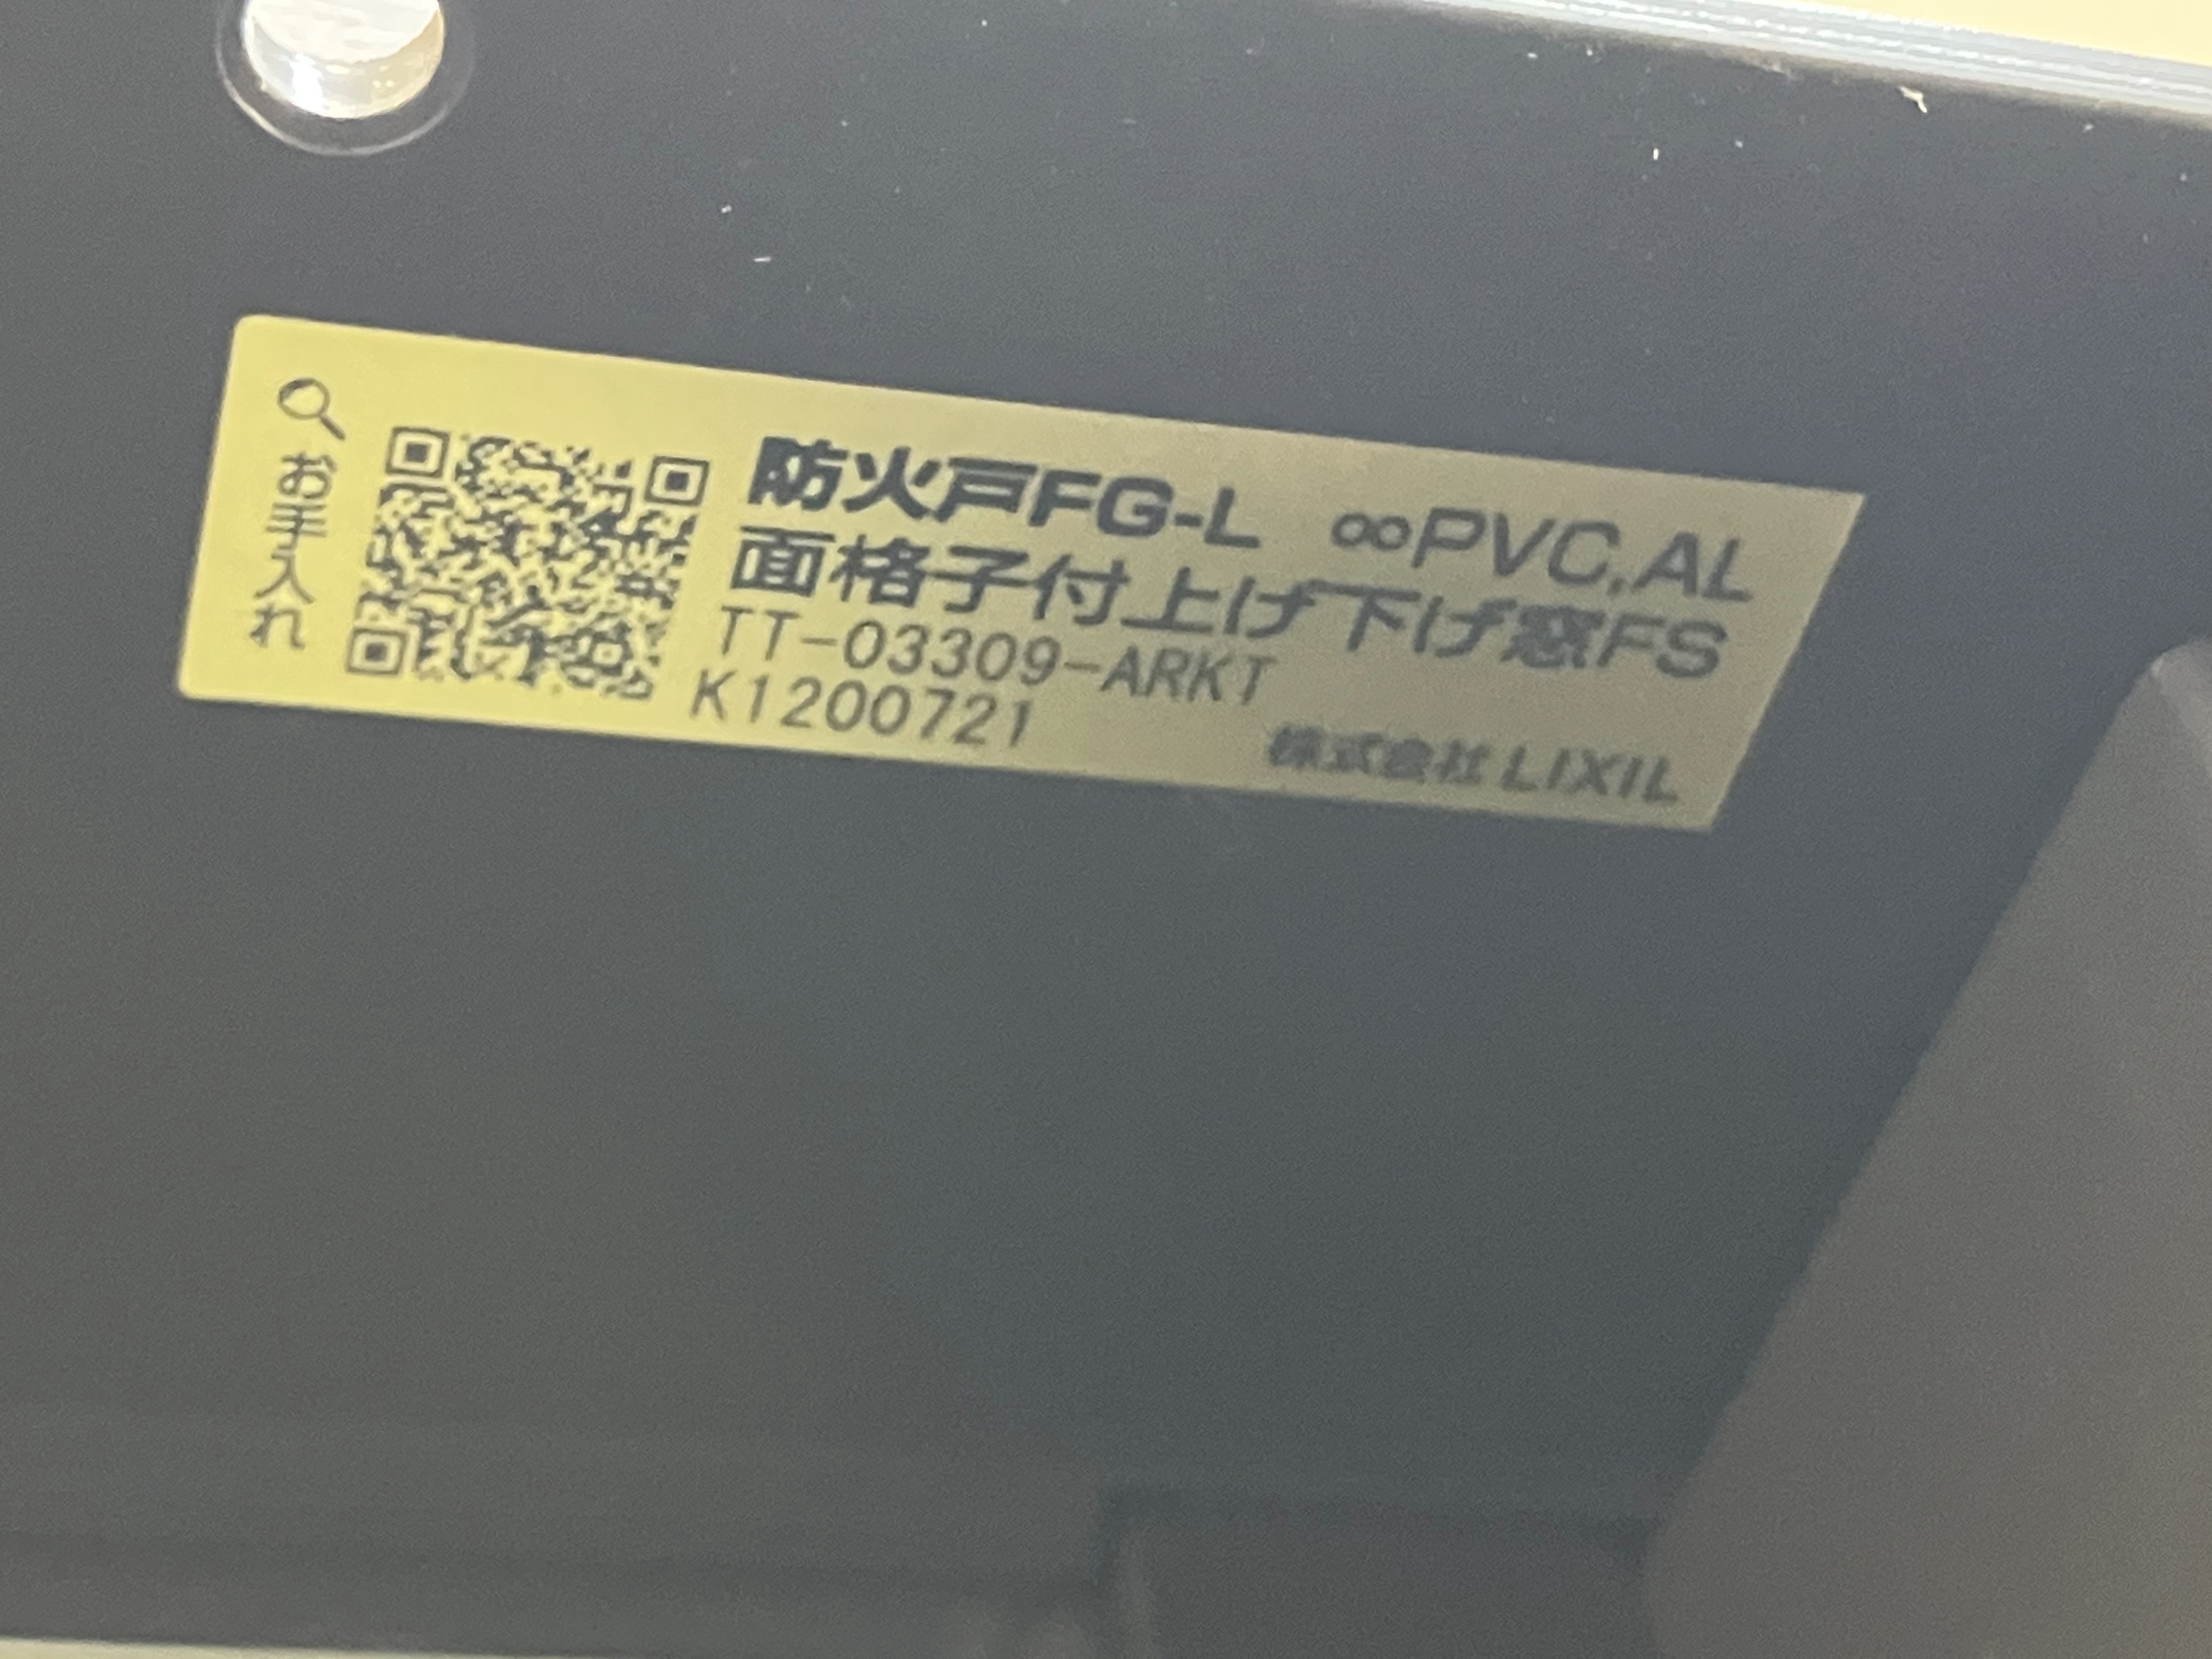 お手入れ
防火戸FG-L ∞PVC,AL
面格子付上げ下げ窓FS
TT-03309-ARKT
K1200721
株式会社 LIXIL